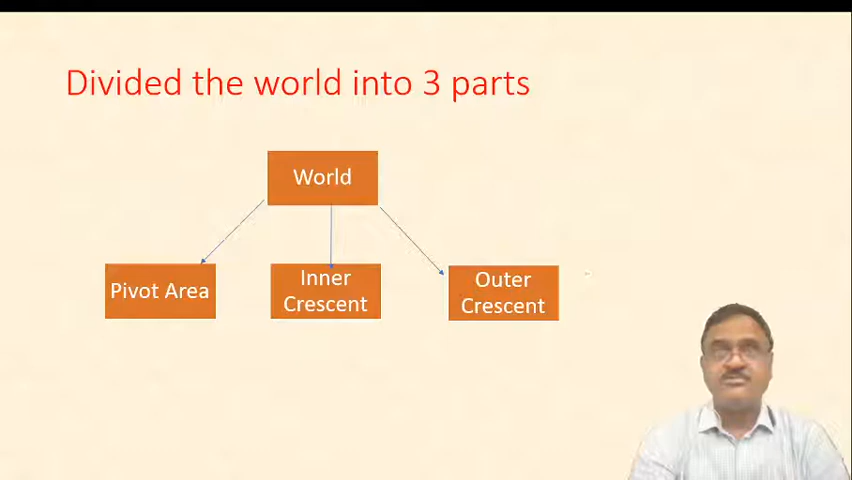 Divided the world into 3 parts
World
Pivot Area
Inner
Crescent
Outer
Crescent